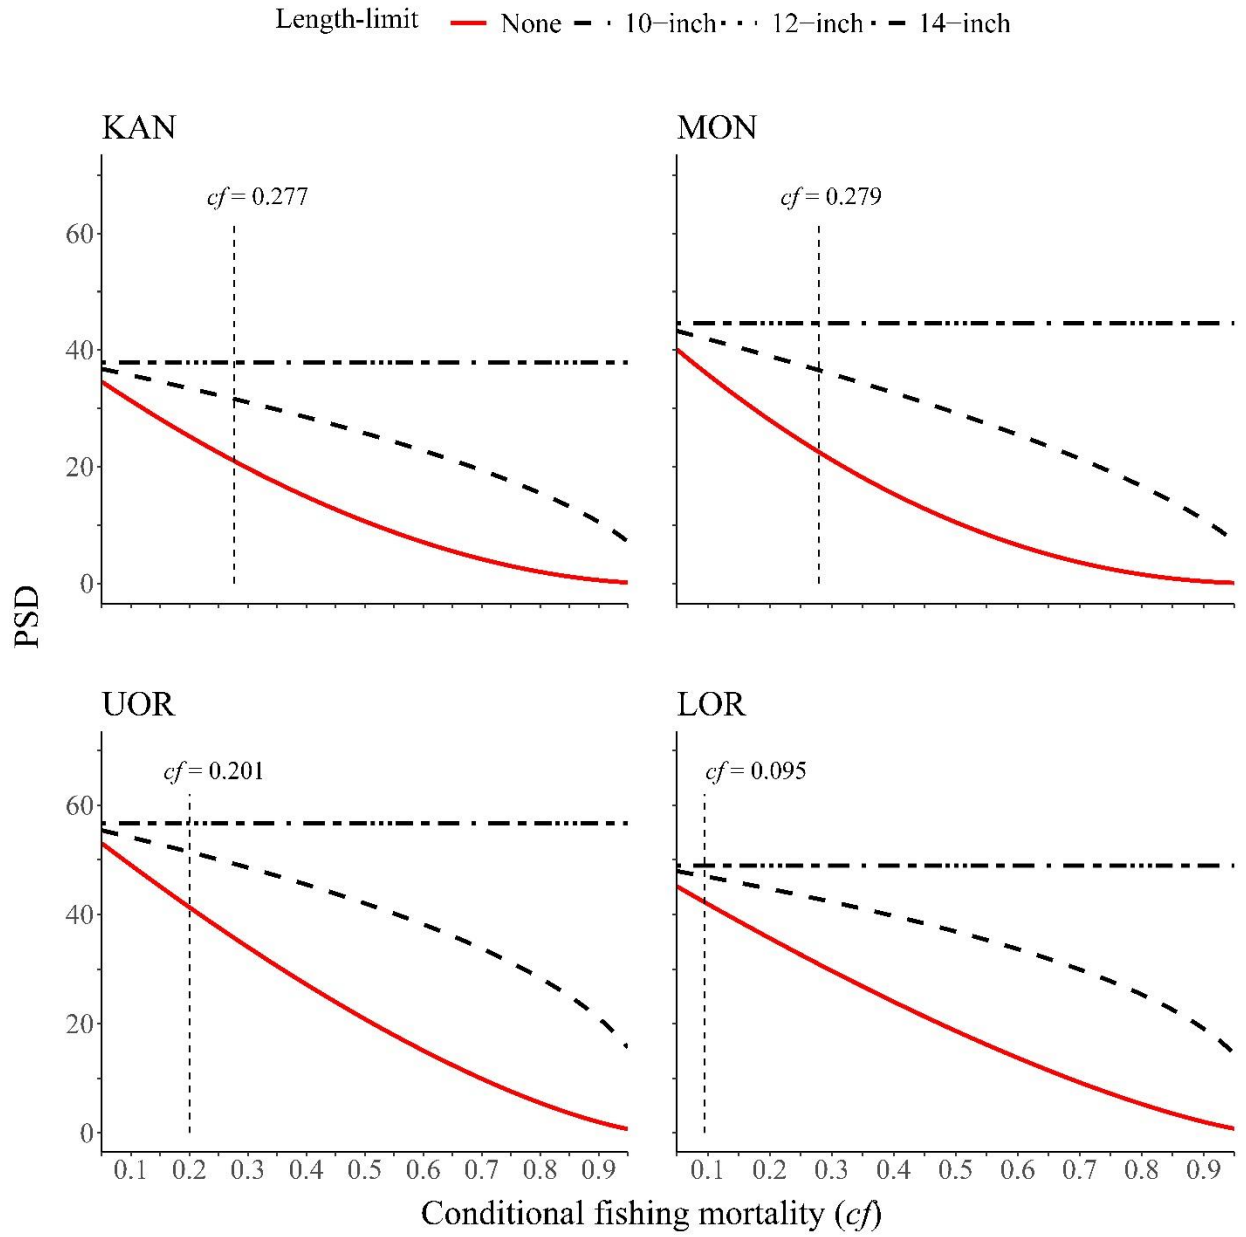 Length-limit None 10−inch 12−inch 14−inch
KAN
MON
cf = 0.277
cf = 0.279
60
40
20
0
PSD
UOR
LOR
cf = 0.201
cf = 0.095
60
40
20
0
0.1 0.2 0.3 0.4 0.5 0.6 0.7 0.8 0.9
0.1 0.2 0.3 0.4 0.5 0.6 0.7 0.8 0.9
Conditional fishing mortality (cf)